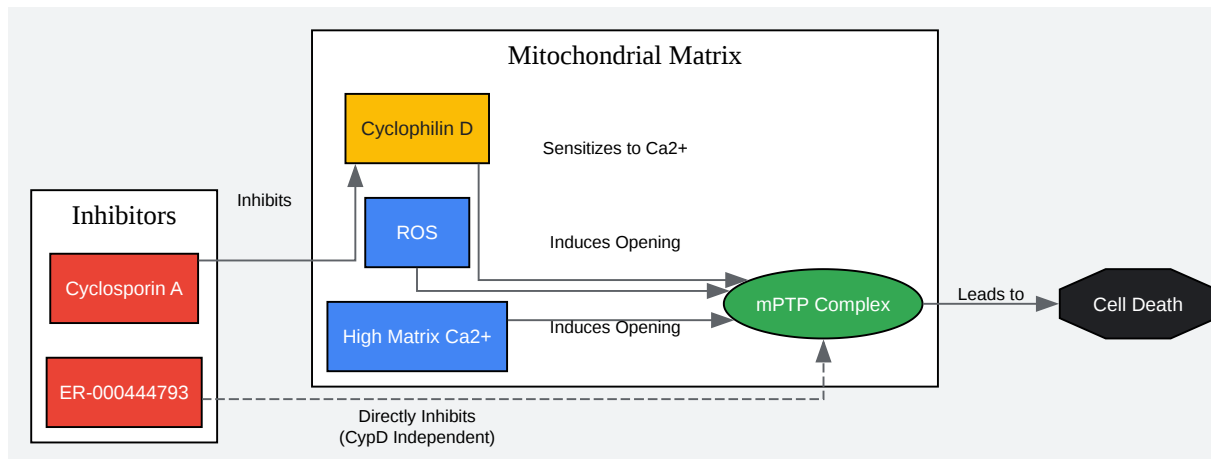 Mitochondrial Matrix
Cyclophilin D
Sensitizes to Ca2+
Inhibitors
Inhibits
ROS
Induces Opening
Cyclosporin A
mPTP Complex
Leads to
Cell Death
High Matrix Ca2+
Induces Opening
ER-000444793
Directly Inhibits
(CypD Independent)